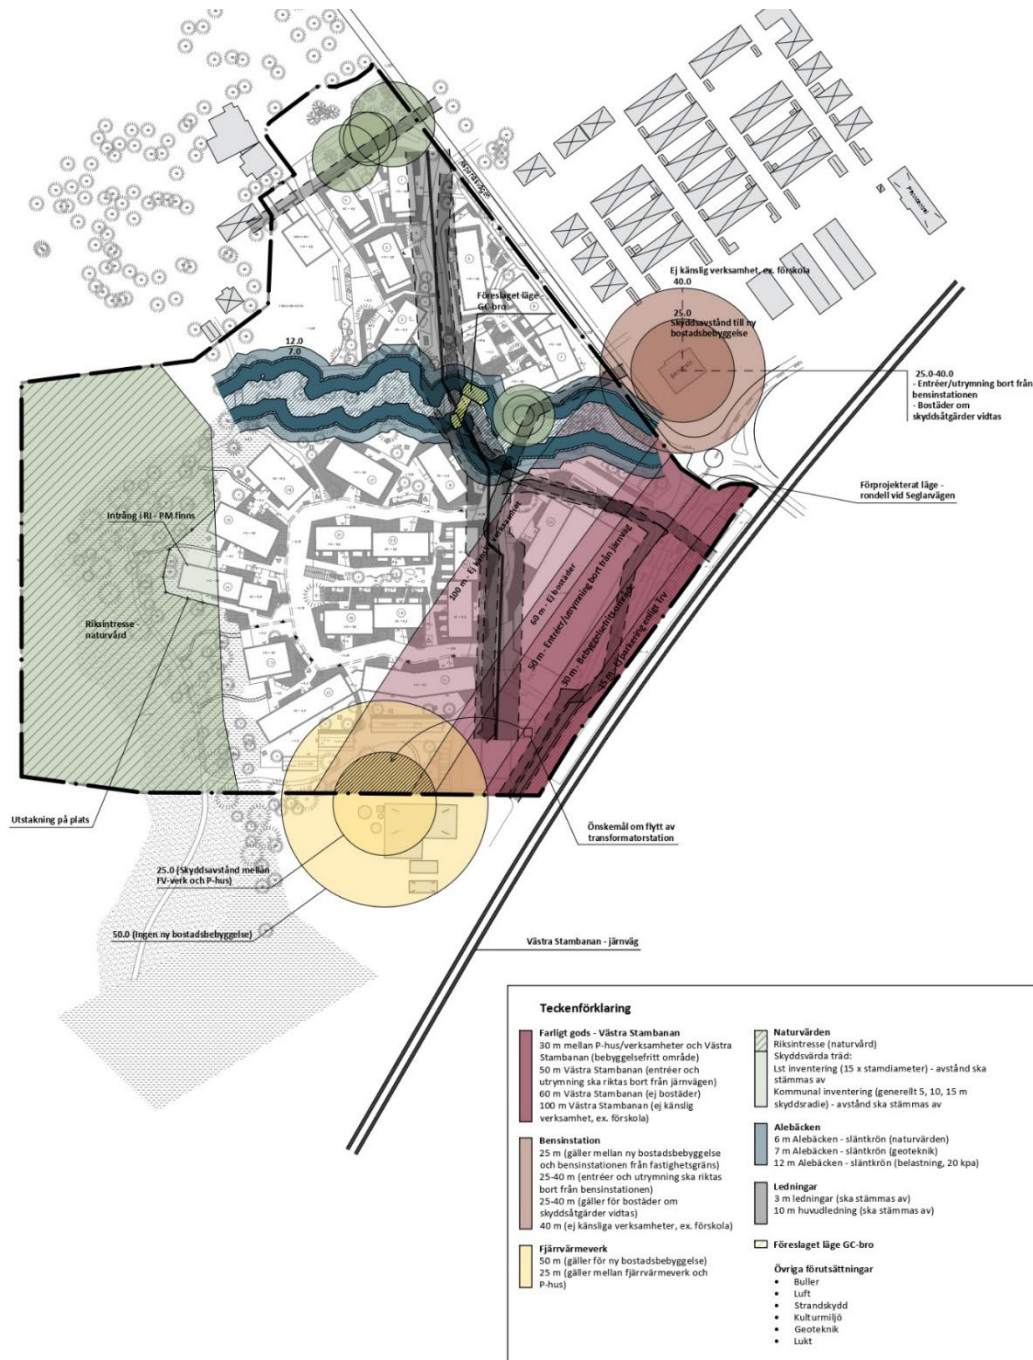 Ej känslig verksamhet, ex. förskola
40.0
25.0
Skyddsavstånd till ny
bostadsbebyggelse
Föreslaget läge -
GC-bro
12.0
7.0
25.0-40.0
- Entréer/utrymning bort från
bensinstationen
- Bostäder om
skyddsåtgärder vidtas
Förprojekterat läge -
rondell vid Seglarvägen
Intrång i RI - PM finns
100 m - Ej känslig verksamhet
60 m - Ej bostäder
50 m - Entréer/utrymning bort från järnväg
30 m - Bebyggelsefritt område
15 m - Ej parkering enligt Trv
Riksintresse -
naturvård
Utstakning på plats
Önskemål om flytt av
transformatorstation
25.0 (Skyddsavstånd mellan
FV-verk och P-hus)
50.0 (Ingen ny bostadsbebyggelse)
Västra Stambanan - järnväg
Teckenförklaring
Farligt gods - Västra Stambanan
30 m mellan P-hus/verksamheter och Västra
Stambanan (bebyggelsefritt område)
50 m Västra Stambanan (entréer och
utrymning ska riktas bort från järnvägen)
60 m Västra Stambanan (ej bostäder)
100 m Västra Stambanan (ej känslig
verksamhet, ex. förskola)
Bensinstation
25 m (gäller mellan ny bostadsbebyggelse
och bensinstationen från fastighetsgräns)
25-40 m (entréer och utrymning ska riktas
bort från bensinstationen)
25-40 m (gäller för bostäder om
skyddsåtgärder vidtas)
40 m (ej känsliga verksamheter, ex. förskola)
Fjärrvärmeverk
50 m (gäller för ny bostadsbebyggelse)
25 m (gäller mellan fjärrvärmeverk och
P-hus)
Naturvärden
Riksintresse (naturvård)
Skyddsvärda träd:
Lst inventering (15 x stamdiameter) - avstånd ska
stämmas av
Kommunal inventering (generellt 5, 10, 15 m
skyddsradie) - avstånd ska stämmas av
Alebäcken
6 m Alebäcken - släntkrön (naturvärden)
7 m Alebäcken - släntkrön (geoteknik)
12 m Alebäcken - släntkrön (belastning, 20 kpa)
Ledningar
3 m ledningar (ska stämmas av)
10 m huvudledning (ska stämmas av)
Föreslaget läge GC-bro
Övriga förutsättningar
• Buller
• Luft
• Strandskydd
• Kulturmiljö
• Geoteknik
• Lukt